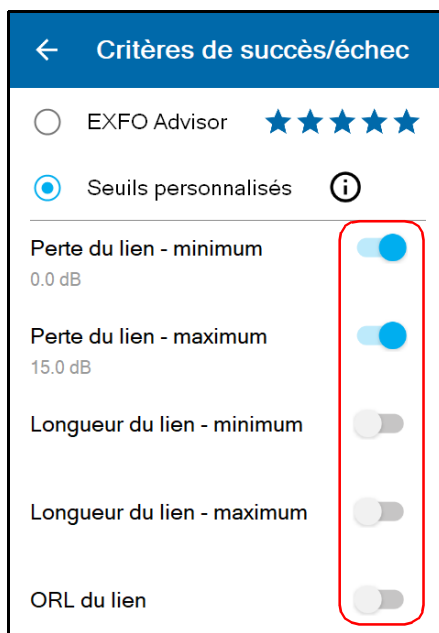 Critères de succès/échec
EXFO Advisor
Seuils personnalisés
Perte du lien - minimum
0.0 dB
Perte du lien - maximum
15.0 dB
Longueur du lien - minimum
Longueur du lien - maximum
ORL du lien